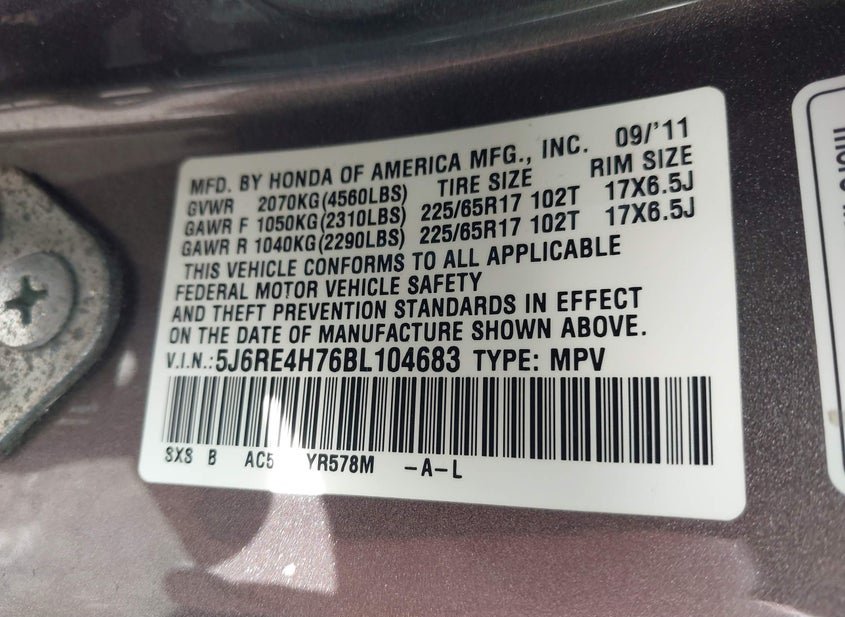 MFD. BY HONDA OF AMERICA MFG., INC. 09/'11
GVWR 2070KG(4560LBS) TIRE SIZE RIM SIZE
GAWR F 1050KG(2310LBS) 225/65R17 102T 17X6.5J
GAWR R 1040KG(2290LBS) 225/65R17 102T 17X6.5J
THIS VEHICLE CONFORMS TO ALL APPLICABLE
FEDERAL MOTOR VEHICLE SAFETY
AND THEFT PREVENTION STANDARDS IN EFFECT
ON THE DATE OF MANUFACTURE SHOWN ABOVE.
V.I.N.:5J6RE4H76BL104683 TYPE: MPV
SXS B AC5 YR578M -A-L